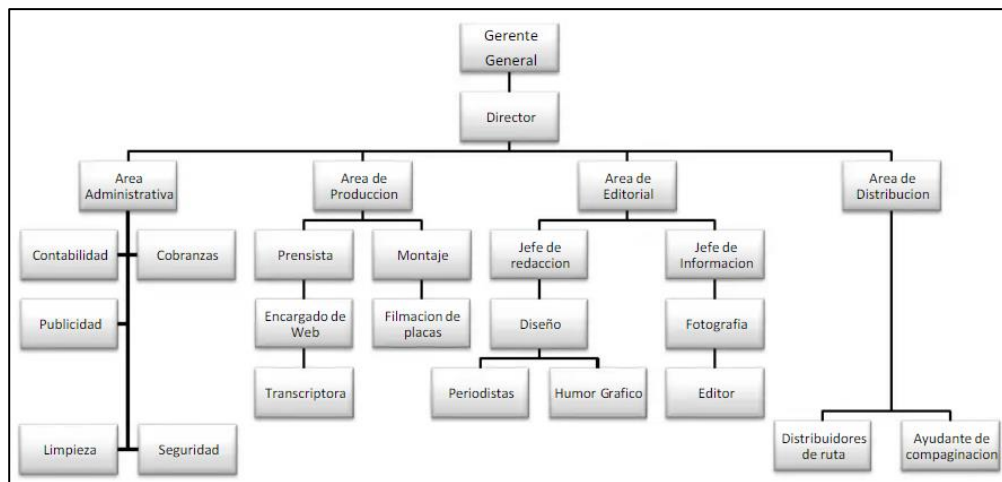 Gerente
General
Director
Area
Administrativa
Area de
Produccion
Area de
Editorial
Area de
Distribucion
Contabilidad
Cobranzas
Prensista
Montaje
Jefe de
redaccion
Jefe de
Informacion
Publicidad
Encargado de
Web
Filmacion de
placas
Diseño
Fotografia
Transcriptora
Periodistas
Humor Grafico
Editor
Limpieza
Seguridad
Distribuidores
de ruta
Ayudante de
compaginacion